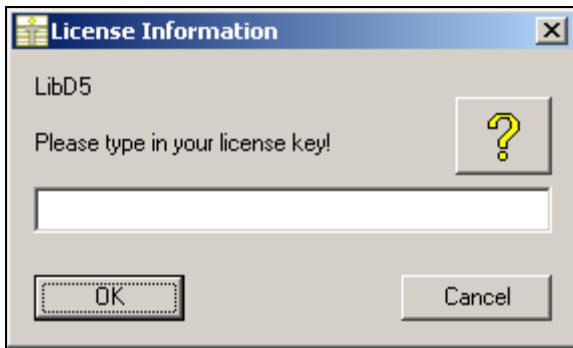 License Information
LibD5
Please type in your license key!
?
OK
Cancel